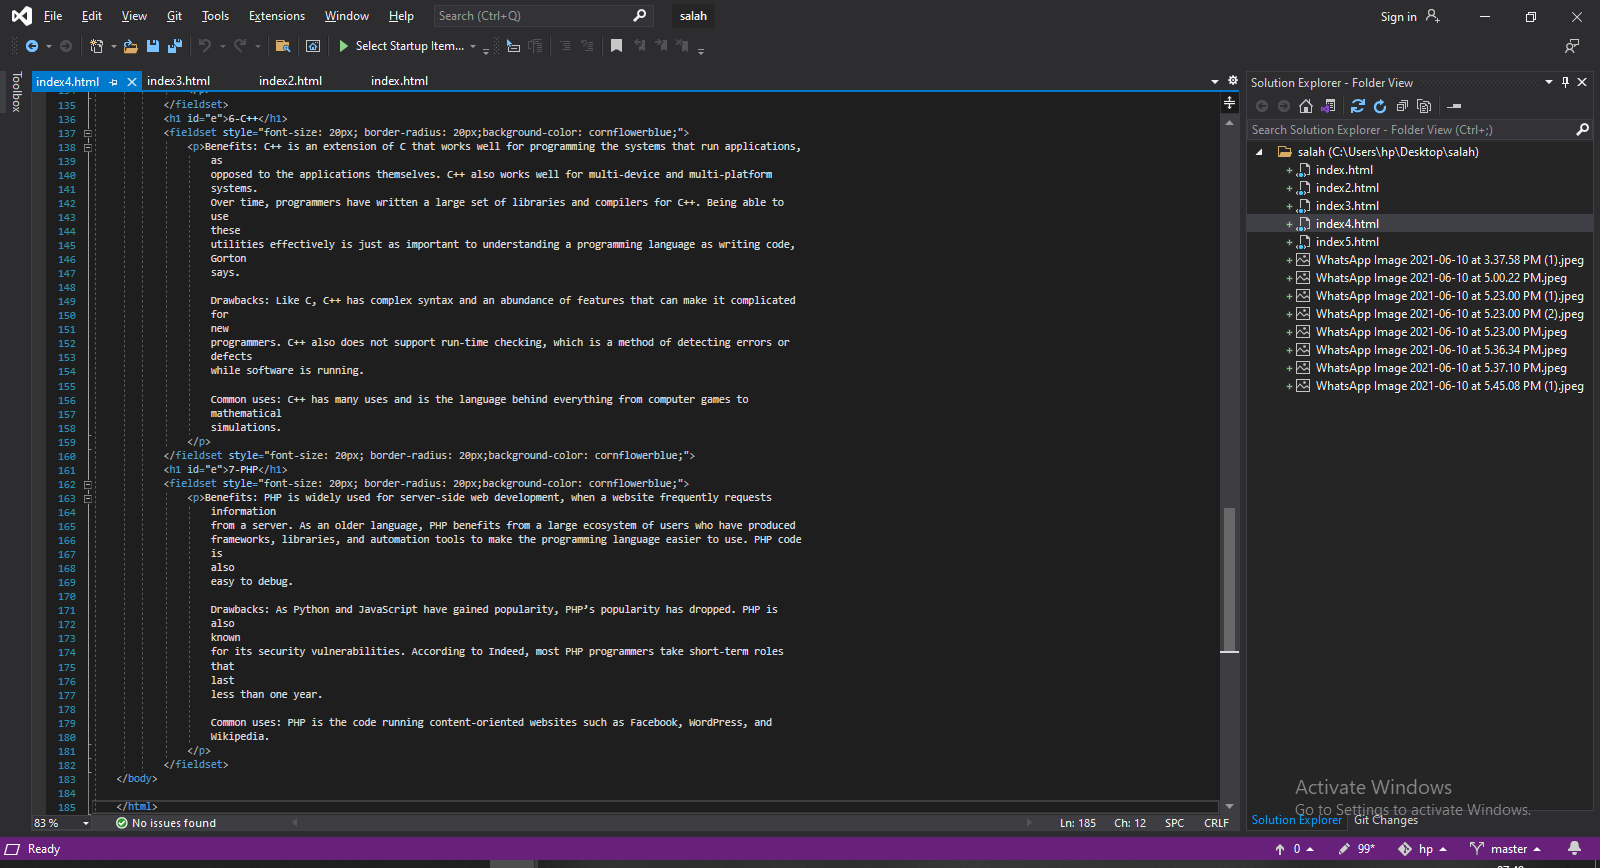 File Edit View Git Tools Extensions Window Help Search (Ctrl+Q) salah Sign in
Select Startup Item...
Toolbox
index4.html index3.html index2.html index.html
135 </fieldset>
136 <h1 id="e">6-C++</h1>
137 <fieldset style="font-size: 20px; border-radius: 20px;background-color: cornflowerblue;">
138 <p>Benefits: C++ is an extension of C that works well for programming the systems that run applications,
139 as
140 opposed to the applications themselves. C++ also works well for multi-device and multi-platform
141 systems.
142 Over time, programmers have written a large set of libraries and compilers for C++. Being able to
143 use
144 these
145 utilities effectively is just as important to understanding a programming language as writing code,
146 Gorton
147 says.
148
149 Drawbacks: Like C, C++ has complex syntax and an abundance of features that can make it complicated
150 for
151 new
152 programmers. C++ also does not support run-time checking, which is a method of detecting errors or
153 defects
154 while software is running.
155
156 Common uses: C++ has many uses and is the language behind everything from computer games to
157 mathematical
158 simulations.
159 </p>
160 </fieldset style="font-size: 20px; border-radius: 20px;background-color: cornflowerblue;">
161 <h1 id="e">7-PHP</h1>
162 <fieldset style="font-size: 20px; border-radius: 20px;background-color: cornflowerblue;">
163 <p>Benefits: PHP is widely used for server-side web development, when a website frequently requests
164 information
165 from a server. As an older language, PHP benefits from a large ecosystem of users who have produced
166 frameworks, libraries, and automation tools to make the programming language easier to use. PHP code
167 is
168 also
169 easy to debug.
170
171 Drawbacks: As Python and JavaScript have gained popularity, PHP’s popularity has dropped. PHP is
172 also
173 known
174 for its security vulnerabilities. According to Indeed, most PHP programmers take short-term roles
175 that
176 last
177 less than one year.
178
179 Common uses: PHP is the code running content-oriented websites such as Facebook, WordPress, and
180 Wikipedia.
181 </p>
182 </fieldset>
183 </body>
184
185 </html>
83 % No issues found Ln: 185 Ch: 12 SPC CRLF
Solution Explorer - Folder View
Search Solution Explorer - Folder View (Ctrl+;)
salah (C:\Users\hp\Desktop\salah)
index.html
index2.html
index3.html
index4.html
index5.html
WhatsApp Image 2021-06-10 at 3.37.58 PM (1).jpeg
WhatsApp Image 2021-06-10 at 5.00.22 PM.jpeg
WhatsApp Image 2021-06-10 at 5.23.00 PM (1).jpeg
WhatsApp Image 2021-06-10 at 5.23.00 PM (2).jpeg
WhatsApp Image 2021-06-10 at 5.23.00 PM.jpeg
WhatsApp Image 2021-06-10 at 5.36.34 PM.jpeg
WhatsApp Image 2021-06-10 at 5.37.10 PM.jpeg
WhatsApp Image 2021-06-10 at 5.45.08 PM (1).jpeg
Activate Windows
Go to Settings to activate Windows.
Solution Explorer Git Changes
Ready 0 99* hp master